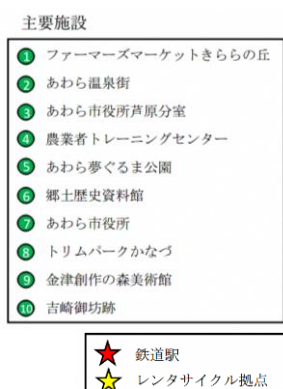 主要施設
1 ファーマーズマーケットきららの丘
2 あわら温泉街
3 あわら市役所芦原分室
4 農業者トレーニングセンター
5 あわら夢ぐるま公園
6 郷土歴史資料館
7 あわら市役所
8 トリムパークかなづ
9 金津創作の森美術館
10 吉崎御坊跡
鉄道駅
レンタサイクル拠点